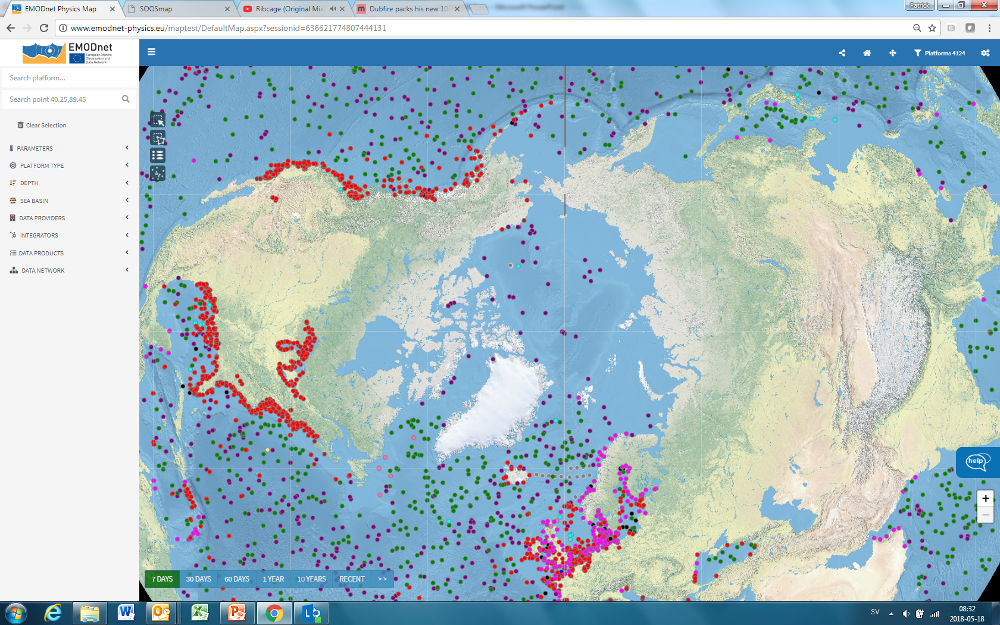 EMODnet Physics Map
SOOSmap
Ribcage (Original Mix)
Dubfire packs his new 10
Microsoft PowerPoint
Patrick
www.emodnet-physics.eu/maptest/DefaultMap.aspx?sessionid=636621774807444131
EMODnet
European Marine
Observation and
Data Network
Platforms 4124
Search platform...
Search point 40.25,89.45
Clear Selection
PARAMETERS
PLATFORM TYPE
DEPTH
SEA BASIN
DATA PROVIDERS
INTEGRATORS
DATA PRODUCTS
DATA NETWORK
help
+
−
7 DAYS 30 DAYS 60 DAYS 1 YEAR 10 YEARS RECENT >>
SV
08:32
2018-05-18